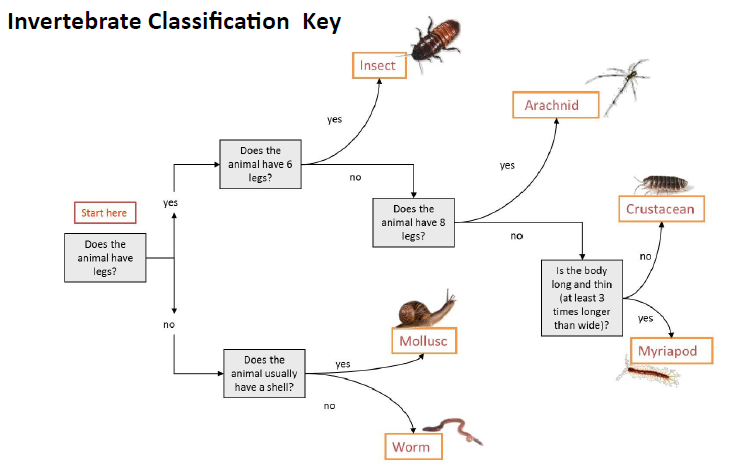 Invertebrate Classification Key
Insect
Arachnid
yes
Does the
animal have 6
legs?
yes
no
yes
Start here
Does the
animal have 8
legs?
Crustacean
Does the
animal have
legs?
no
no
Is the body
long and thin
(at least 3
times longer
than wide)?
no
yes
Mollusc
Myriapod
Does the
animal usually
have a shell?
yes
no
Worm